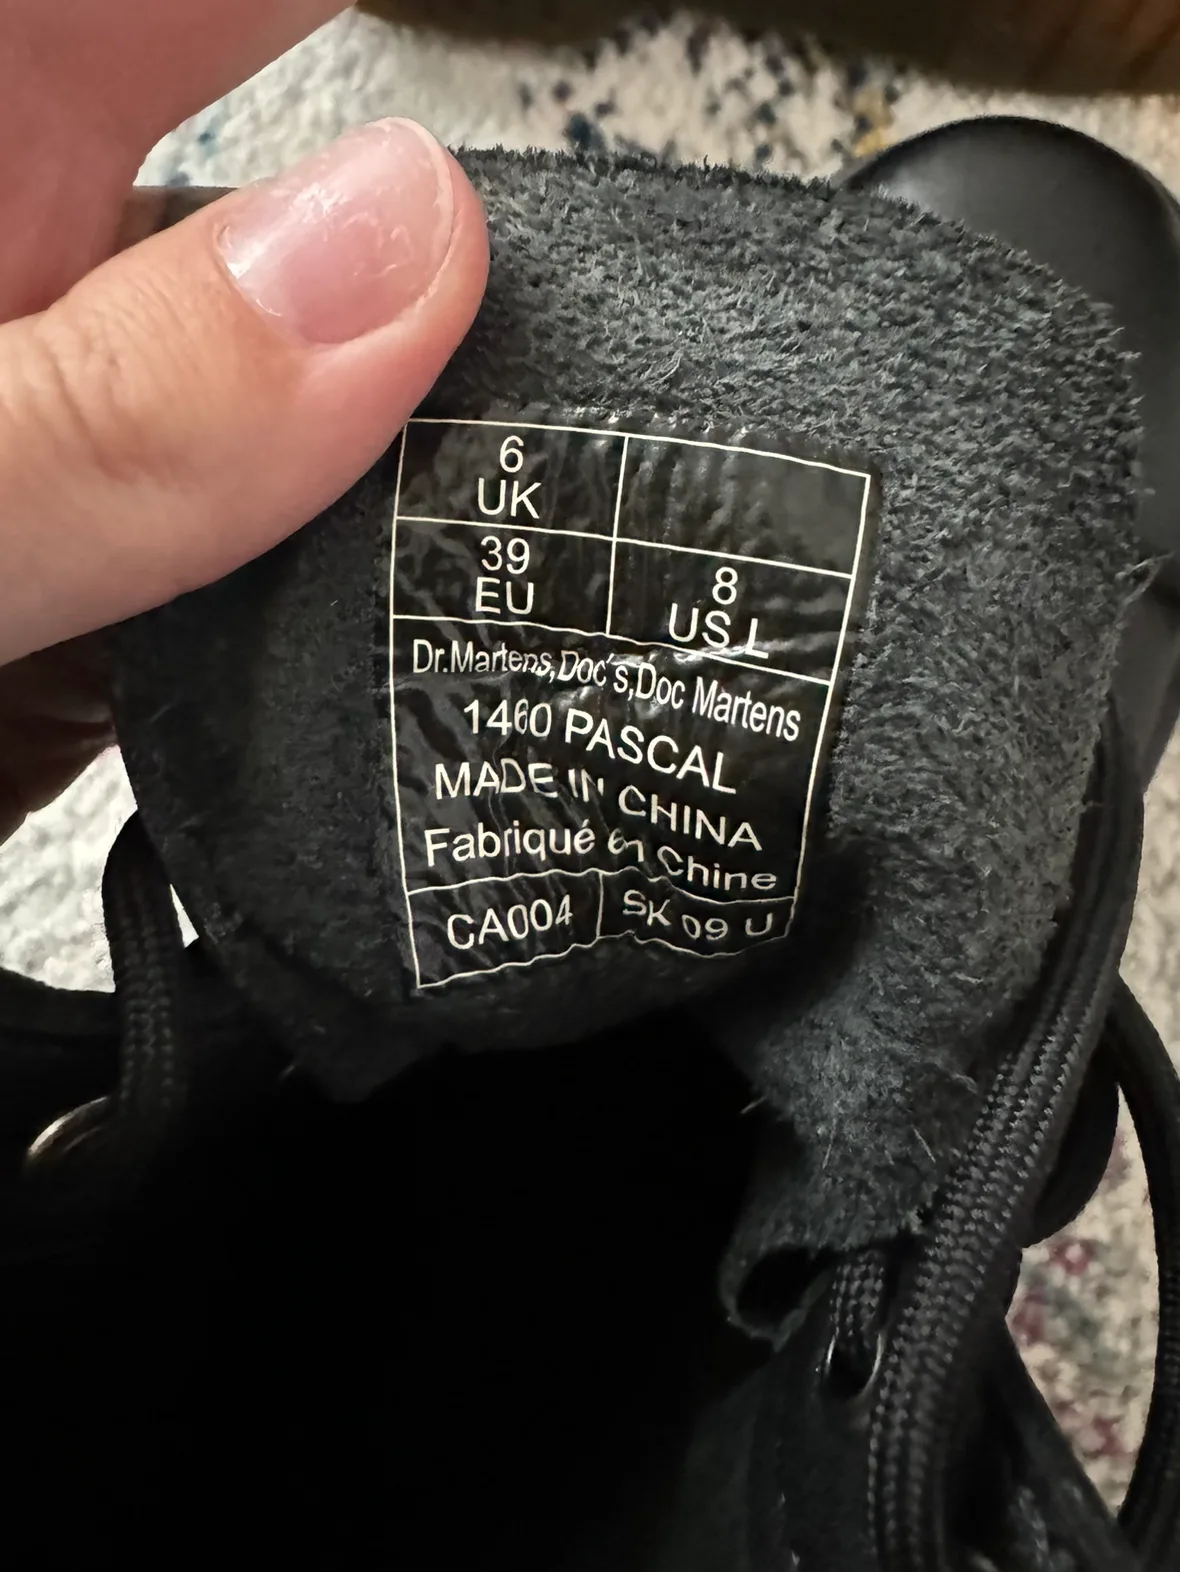 6
UK
39
EU
8
US L
Dr.Martens,Doc's,Doc Martens
1460 PASCAL
MADE IN CHINA
Fabriqué en Chine
CA004
SK 09 U